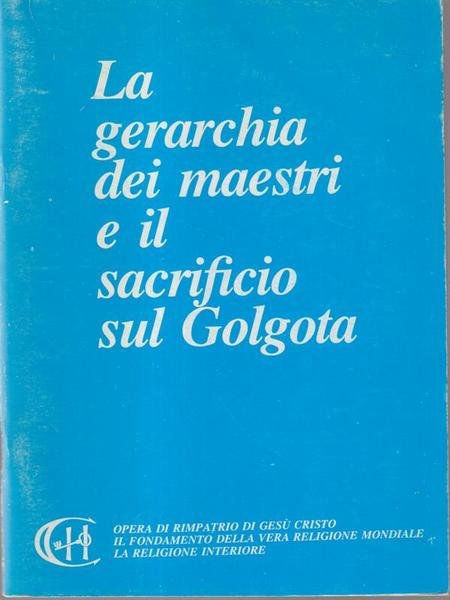 La
gerarchia
dei maestri
e il
sacrificio
sul Golgota
OPERA DI RIMPATRIO DI GESÙ CRISTO
IL FONDAMENTO DELLA VERA RELIGIONE MONDIALE
LA RELIGIONE INTERIORE